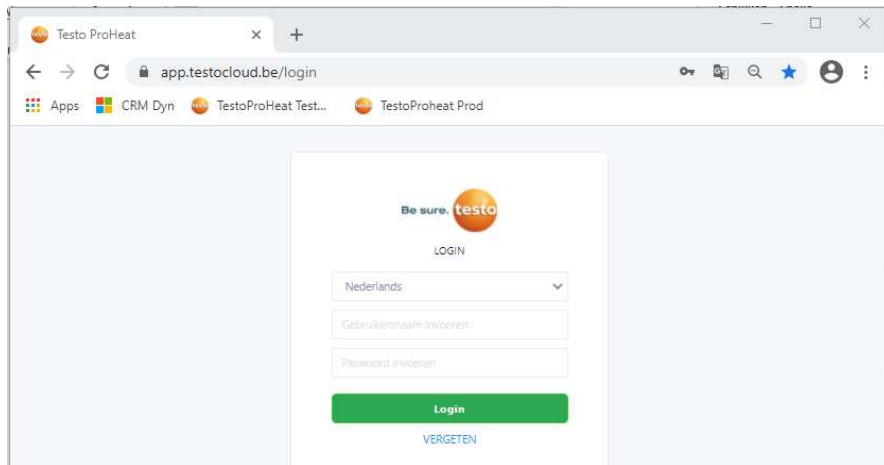 Testo ProHeat
app.testocloud.be/login
Apps CRM Dyn TestoProHeat Test... TestoProheat Prod
Be sure. testo
LOGIN
Nederlands
Gebruikersnaam invoeren
Paswoord invoeren
Login
VERGETEN